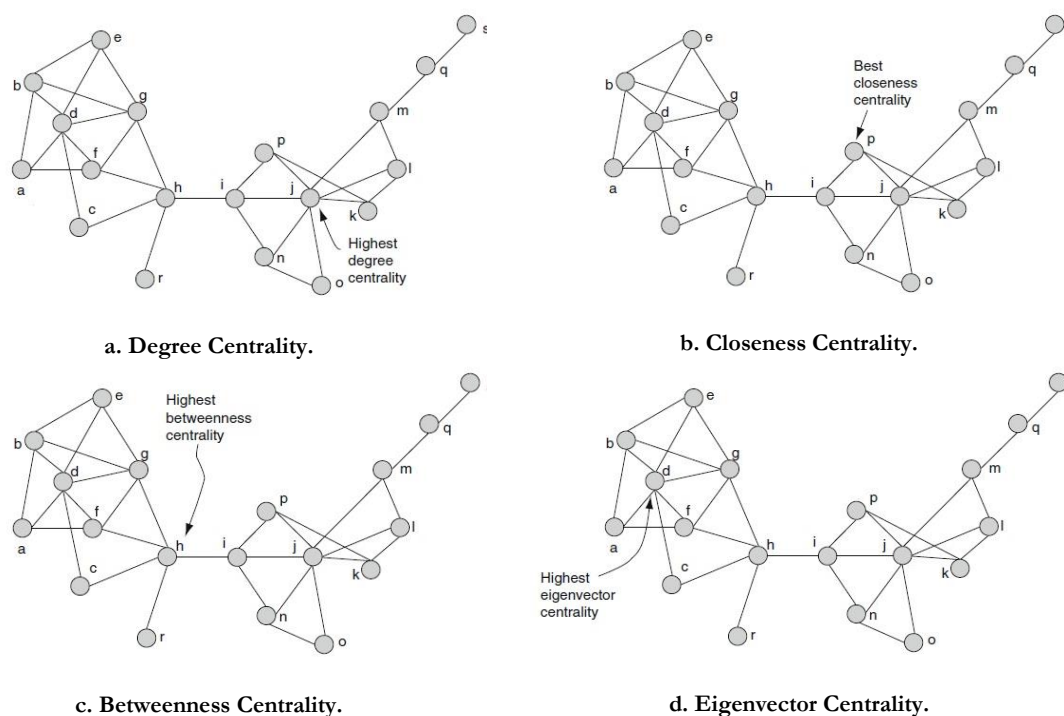 e
s
b
q
g
d
m
p
f
l
a
h
i
j
k
c
Highest
degree
centrality
n
r
o
a. Degree Centrality.
e
q
b
Best
closeness
centrality
g
d
m
p
f
l
a
h
i
j
k
c
n
r
o
b. Closeness Centrality.
e
Highest
betweenness
centrality
q
b
g
d
m
p
f
l
a
h
i
j
k
c
n
r
o
c. Betweenness Centrality.
e
q
b
g
d
m
p
f
l
a
h
i
j
k
c
Highest
eigenvector
centrality
n
r
o
d. Eigenvector Centrality.